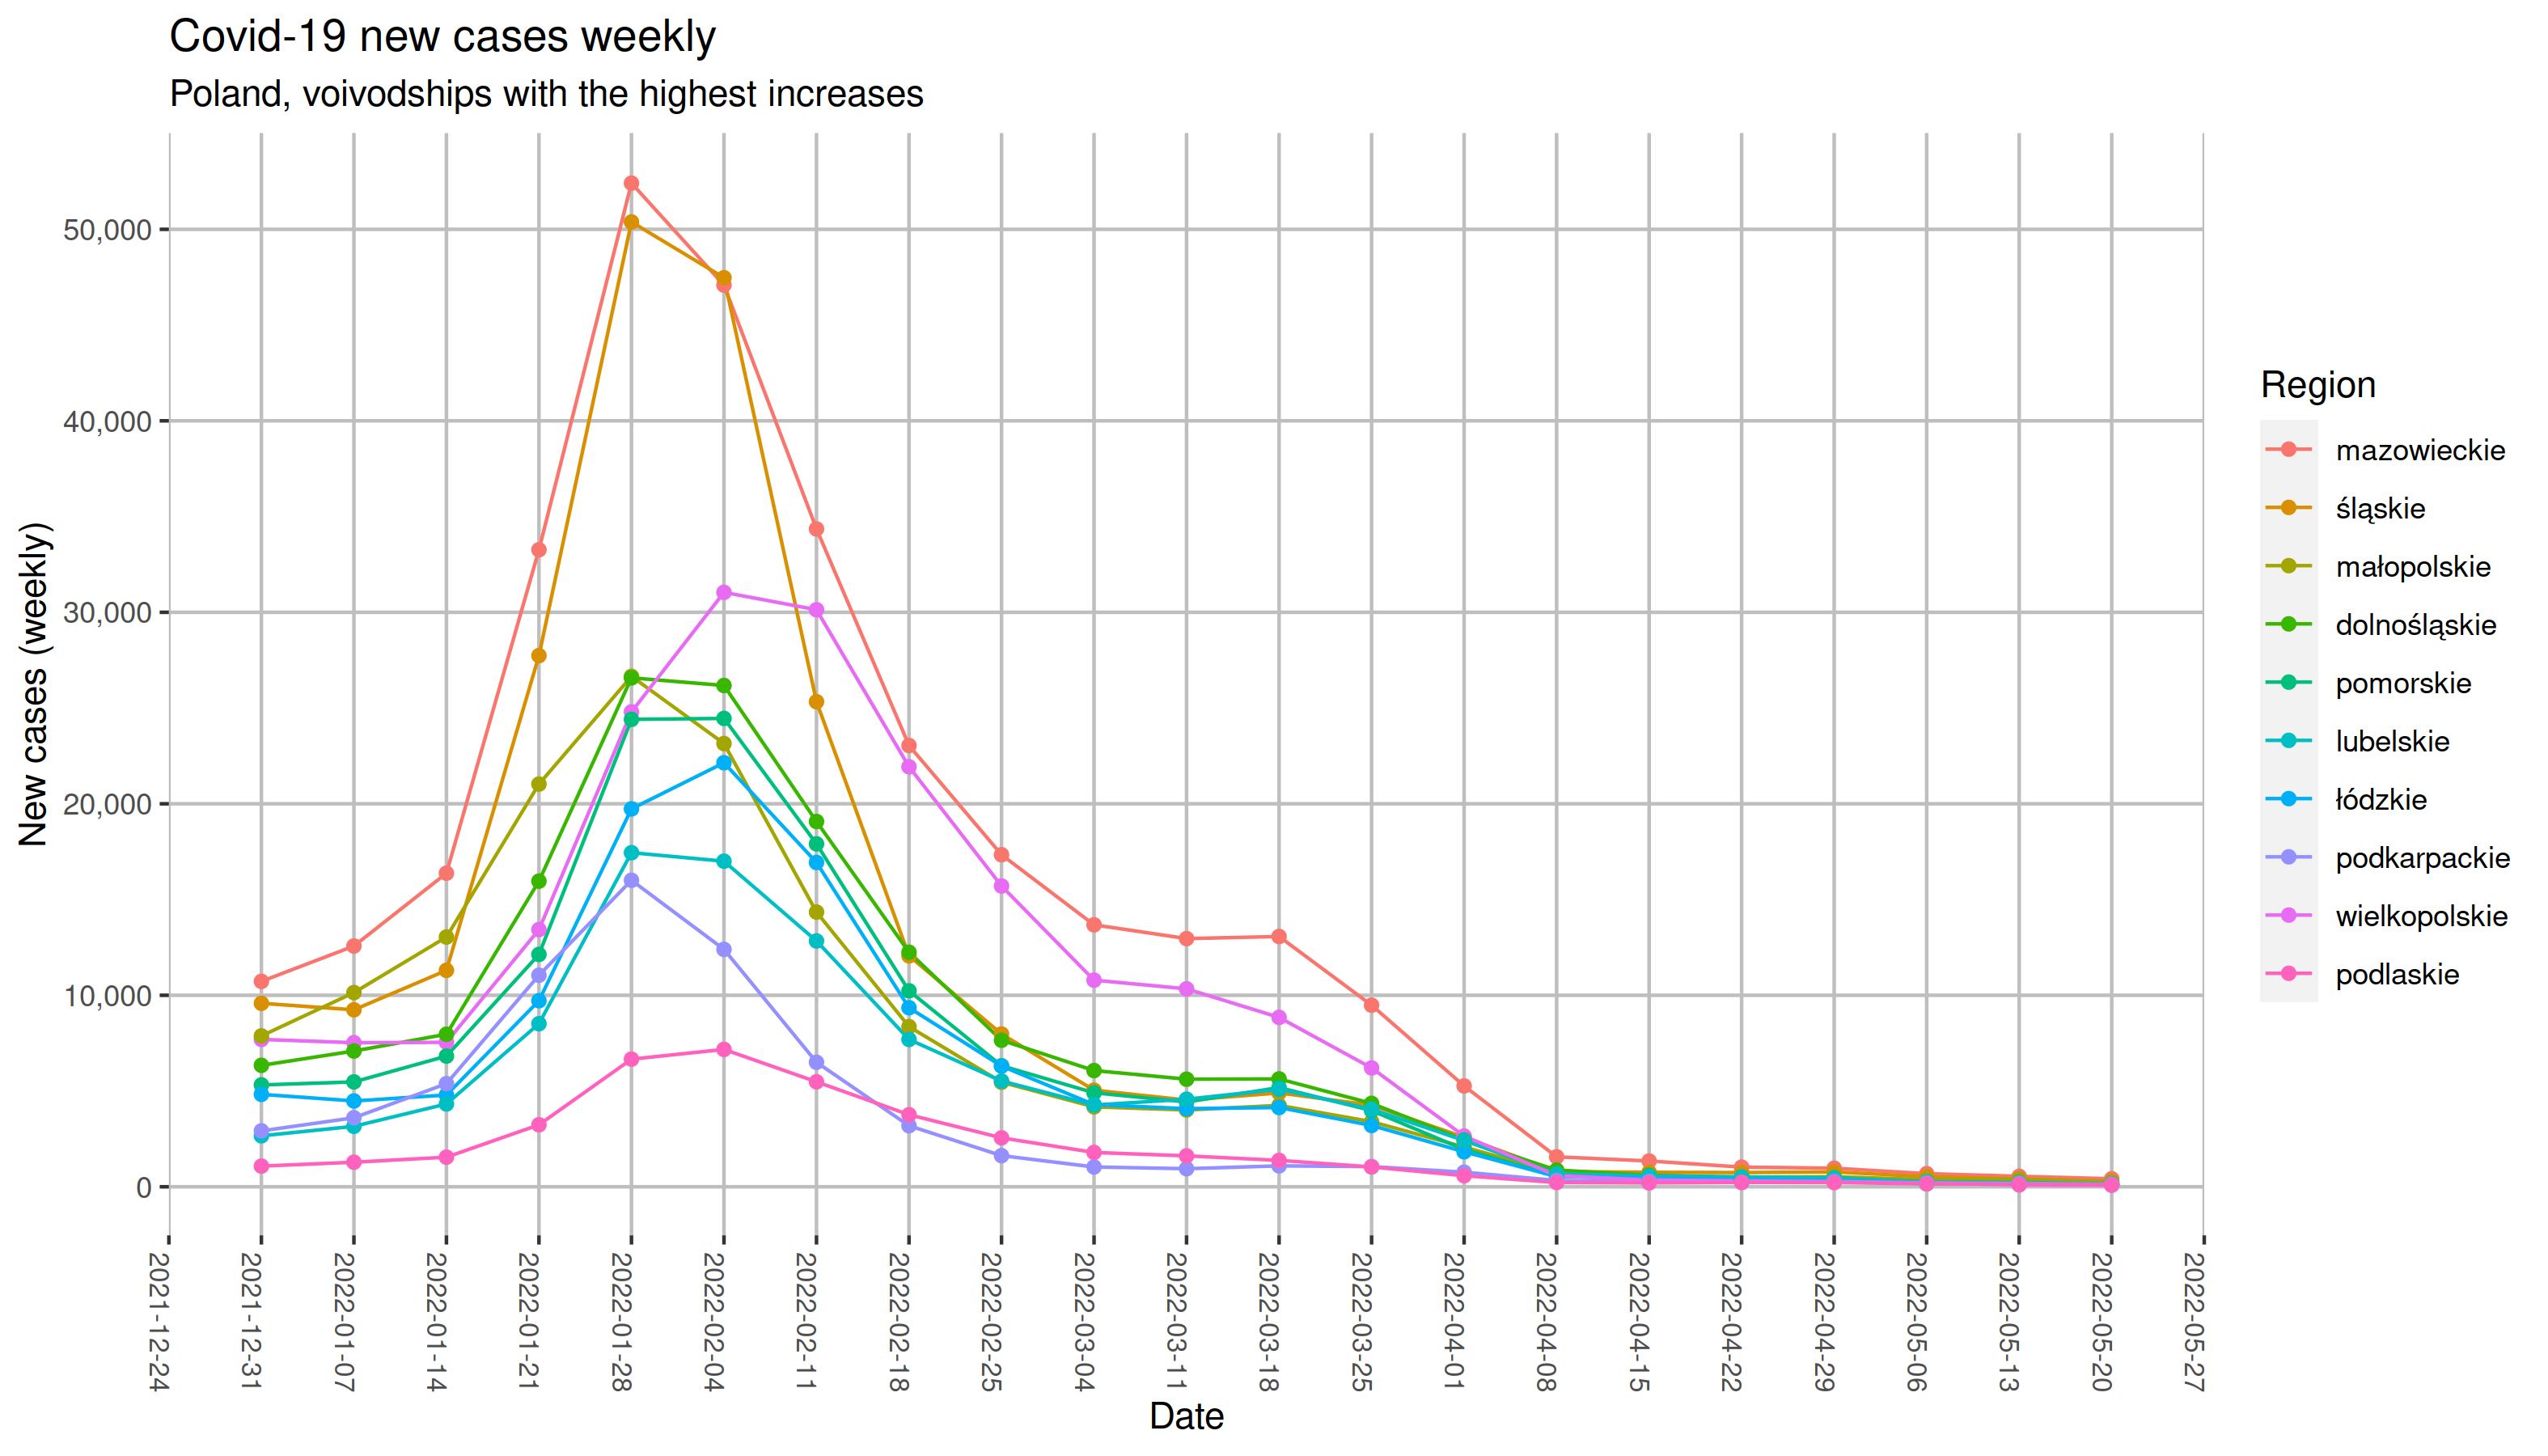 Covid-19 new cases weekly
Poland, voivodships with the highest increases
New cases (weekly)
50,000
40,000
30,000
20,000
10,000
0
2021-12-24
2021-12-31
2022-01-07
2022-01-14
2022-01-21
2022-01-28
2022-02-04
2022-02-11
2022-02-18
2022-02-25
2022-03-04
2022-03-11
2022-03-18
2022-03-25
2022-04-01
2022-04-08
2022-04-15
2022-04-22
2022-04-29
2022-05-06
2022-05-13
2022-05-20
2022-05-27
Date
Region
mazowieckie
śląskie
małopolskie
dolnośląskie
pomorskie
lubelskie
łódzkie
podkarpackie
wielkopolskie
podlaskie